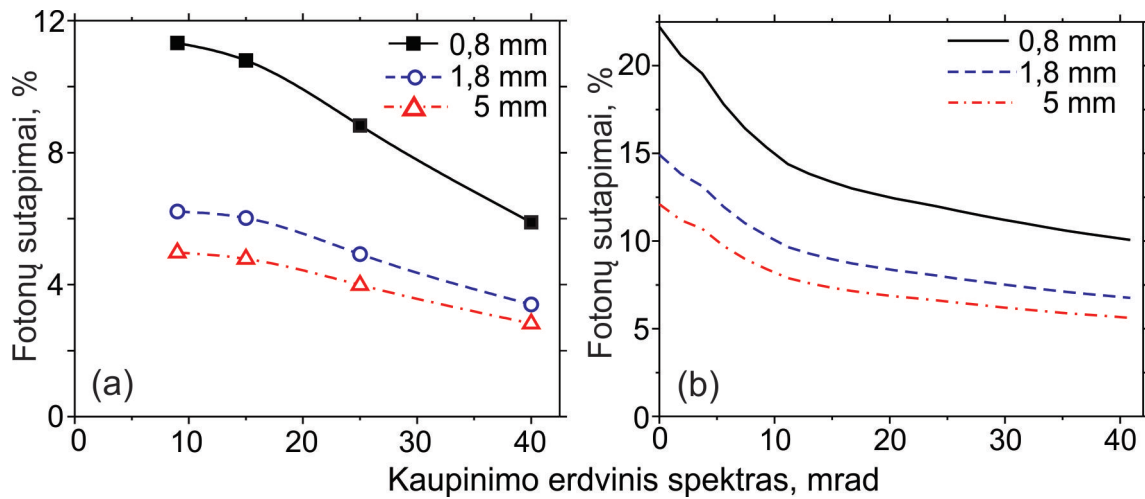 Fotonų sutapimai, %
12
8
4
0
0,8 mm
1,8 mm
5 mm
(a)
0 10 20 30 40
Fotonų sutapimai, %
20
15
10
5
0
0,8 mm
1,8 mm
5 mm
(b)
0 10 20 30 40
Kaupinimo erdvinis spektras, mrad